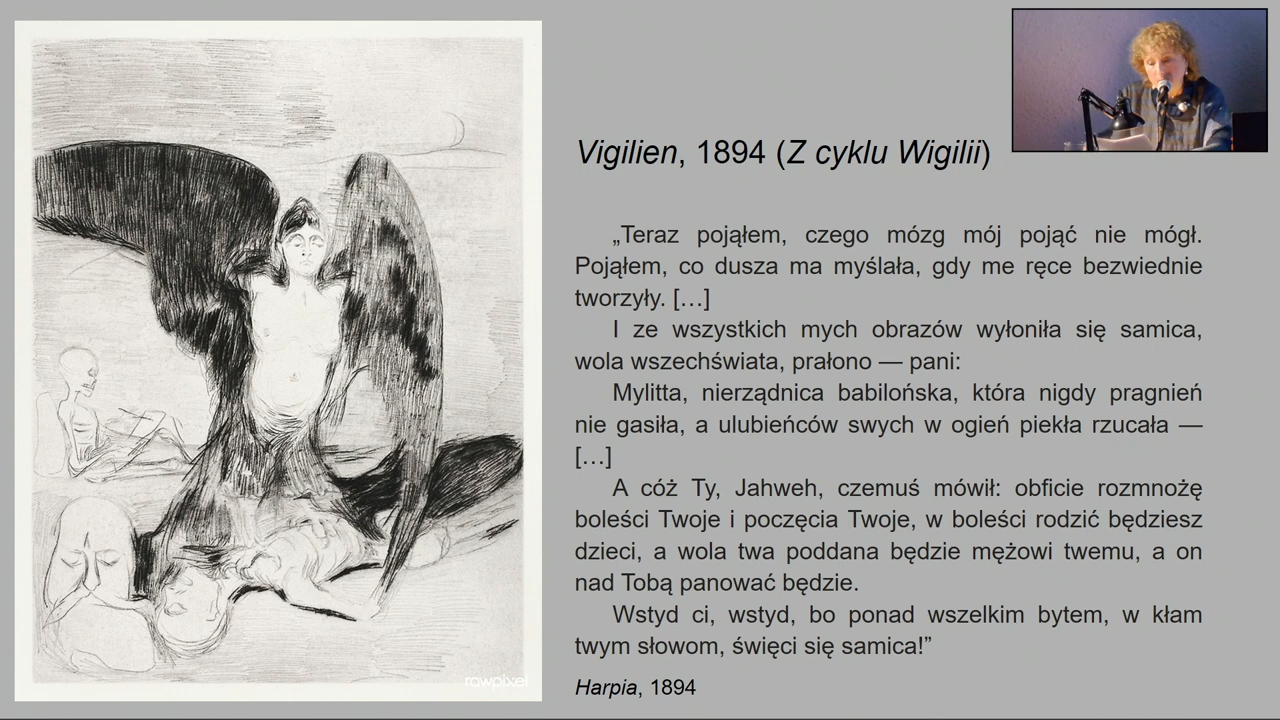 Vigilien, 1894 (Z cyklu Wigilii)
„Teraz pojąłem, czego mózg mój pojąć nie mógł.
Pojąłem, co dusza ma myślała, gdy me ręce bezwiednie
tworzyły. […]
I ze wszystkich mych obrazów wyłoniła się samica,
wola wszechświata, prałono — pani:
Mylitta, nierządnica babilońska, która nigdy pragnień
nie gasiła, a ulubieńców swych w ogień piekła rzucała —
[…]
A cóż Ty, Jahweh, czemuś mówił: obficie rozmnożę
boleści Twoje i poczęcia Twoje, w boleści rodzić będziesz
dzieci, a wola twa poddana będzie mężowi twemu, a on
nad Tobą panować będzie.
Wstyd ci, wstyd, bo ponad wszelkim bytem, w kłam
twym słowom, święci się samica!”
Harpia, 1894
rawpixel